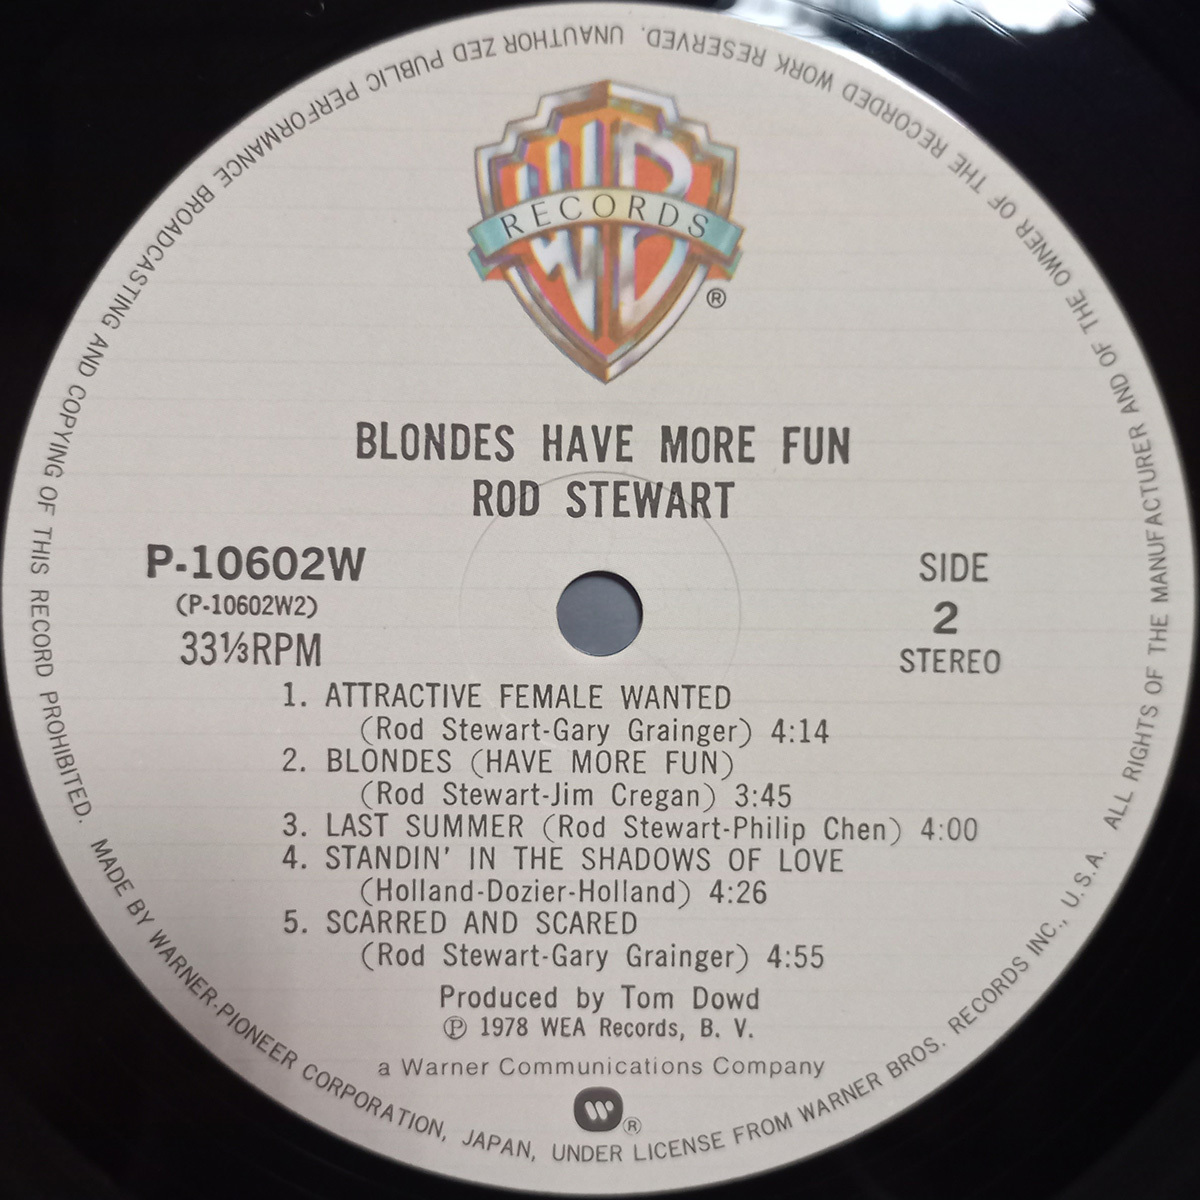 WB
RECORDS
®
BLONDES HAVE MORE FUN
ROD STEWART
P-10602W
(P-10602W2)
33⅓RPM
SIDE
2
STEREO
1. ATTRACTIVE FEMALE WANTED
(Rod Stewart-Gary Grainger) 4:14
2. BLONDES (HAVE MORE FUN)
(Rod Stewart-Jim Cregan) 3:45
3. LAST SUMMER (Rod Stewart-Philip Chen) 4:00
4. STANDIN' IN THE SHADOWS OF LOVE
(Holland-Dozier-Holland) 4:26
5. SCARRED AND SCARED
(Rod Stewart-Gary Grainger) 4:55
Produced by Tom Dowd
℗ 1978 WEA Records, B. V.
a Warner Communications Company
W
®
MADE BY WARNER-PIONEER CORPORATION, JAPAN, UNDER LICENSE FROM WARNER BROS. RECORDS INC., U.S.A. ALL RIGHTS OF THE MANUFACTURER AND OF THE OWNER OF THE RECORDED WORK RESERVED. UNAUTHOR ZED PUBLIC PERFORMANCE BROADCASTING AND COPYING OF THIS RECORD PROHIBITED.